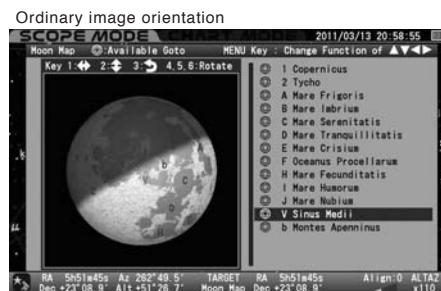 Ordinary image orientation
SCOPE MODE CHART MODE 2011/03/13 20:58:55
Moon Map :Available Goto MENU Key : Change Function of ▲▼◀▶
Key 1: 2: 3: 4,5,6:Rotate
1 Copernicus
2 Tycho
A Mare Frigoris
B Mare Imbrium
C Mare Serenitatis
D Mare Tranquillitatis
E Mare Crisium
F Oceanus Procellarum
H Mare Fecunditatis
I Mare Humorum
J Mare Nubium
V Sinus Medii
b Montes Apenninus
A
b
C
V
D
H
RA 5h51m45s Az 262°49.5' TARGET RA 5h51m45s Align:0 ALTAZ
Dec +23°08.9' Alt +51°26.7' Moon Map Dec +23°08.9' x110